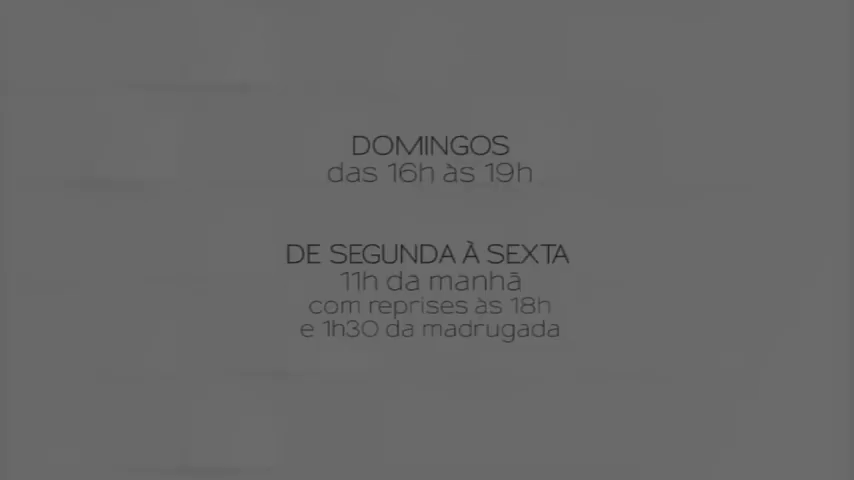 DOMINGOS
das 16h às 19h
DE SEGUNDA À SEXTA
11h da manhã
com reprises às 18h
e 1h30 da madrugada